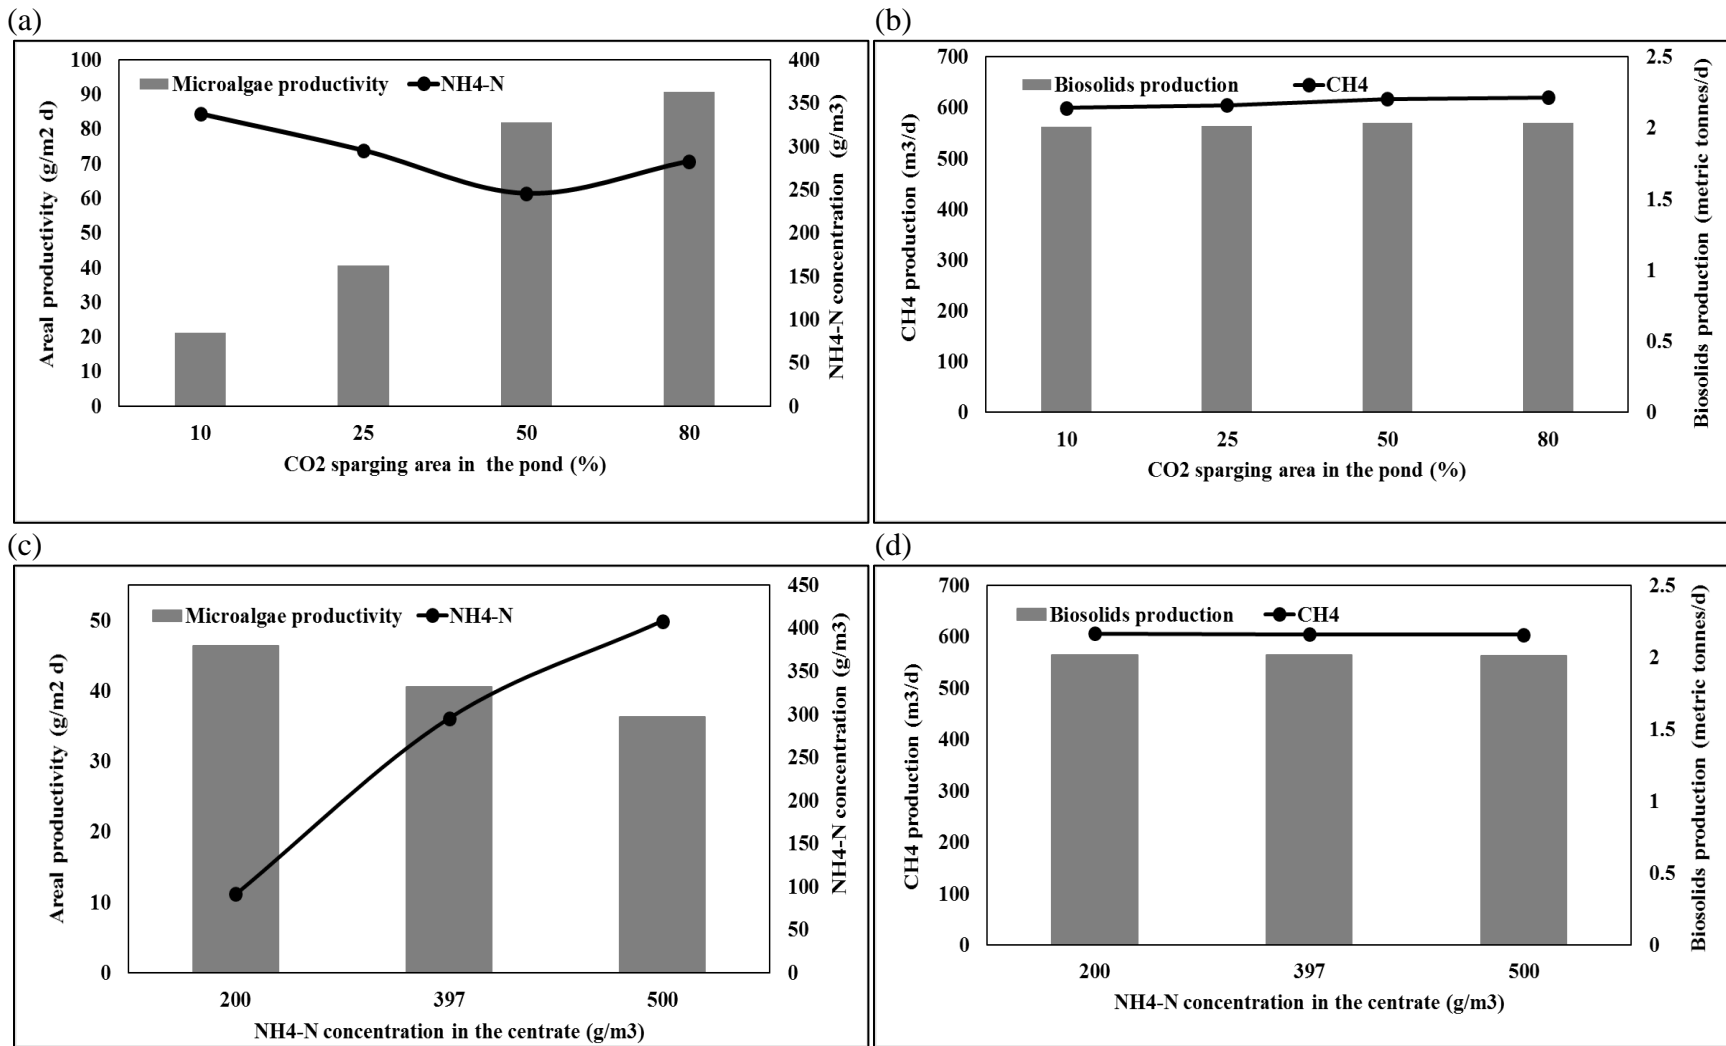 (a)
Microalgae productivity NH4-N
Areal productivity (g/m2 d)
100
90
80
70
60
50
40
30
20
10
0
400
350
300
250
200
150
100
50
0
NH4-N concentration (g/m3)
10 25 50 80
CO2 sparging area in the pond (%)
(b)
Biosolids production CH4
CH4 production (m3/d)
700
600
500
400
300
200
100
0
2.5
2
1.5
1
0.5
0
Biosolids production (metric tonnes/d)
10 25 50 80
CO2 sparging area in the pond (%)
(c)
Microalgae productivity NH4-N
Areal productivity (g/m2 d)
50
40
30
20
10
0
450
400
350
300
250
200
150
100
50
0
NH4-N concentration (g/m3)
200 397 500
NH4-N concentration in the centrate (g/m3)
(d)
Biosolids production CH4
CH4 production (m3/d)
700
600
500
400
300
200
100
0
2.5
2
1.5
1
0.5
0
Biosolids production (metric tonnes/d)
200 397 500
NH4-N concentration in the centrate (g/m3)